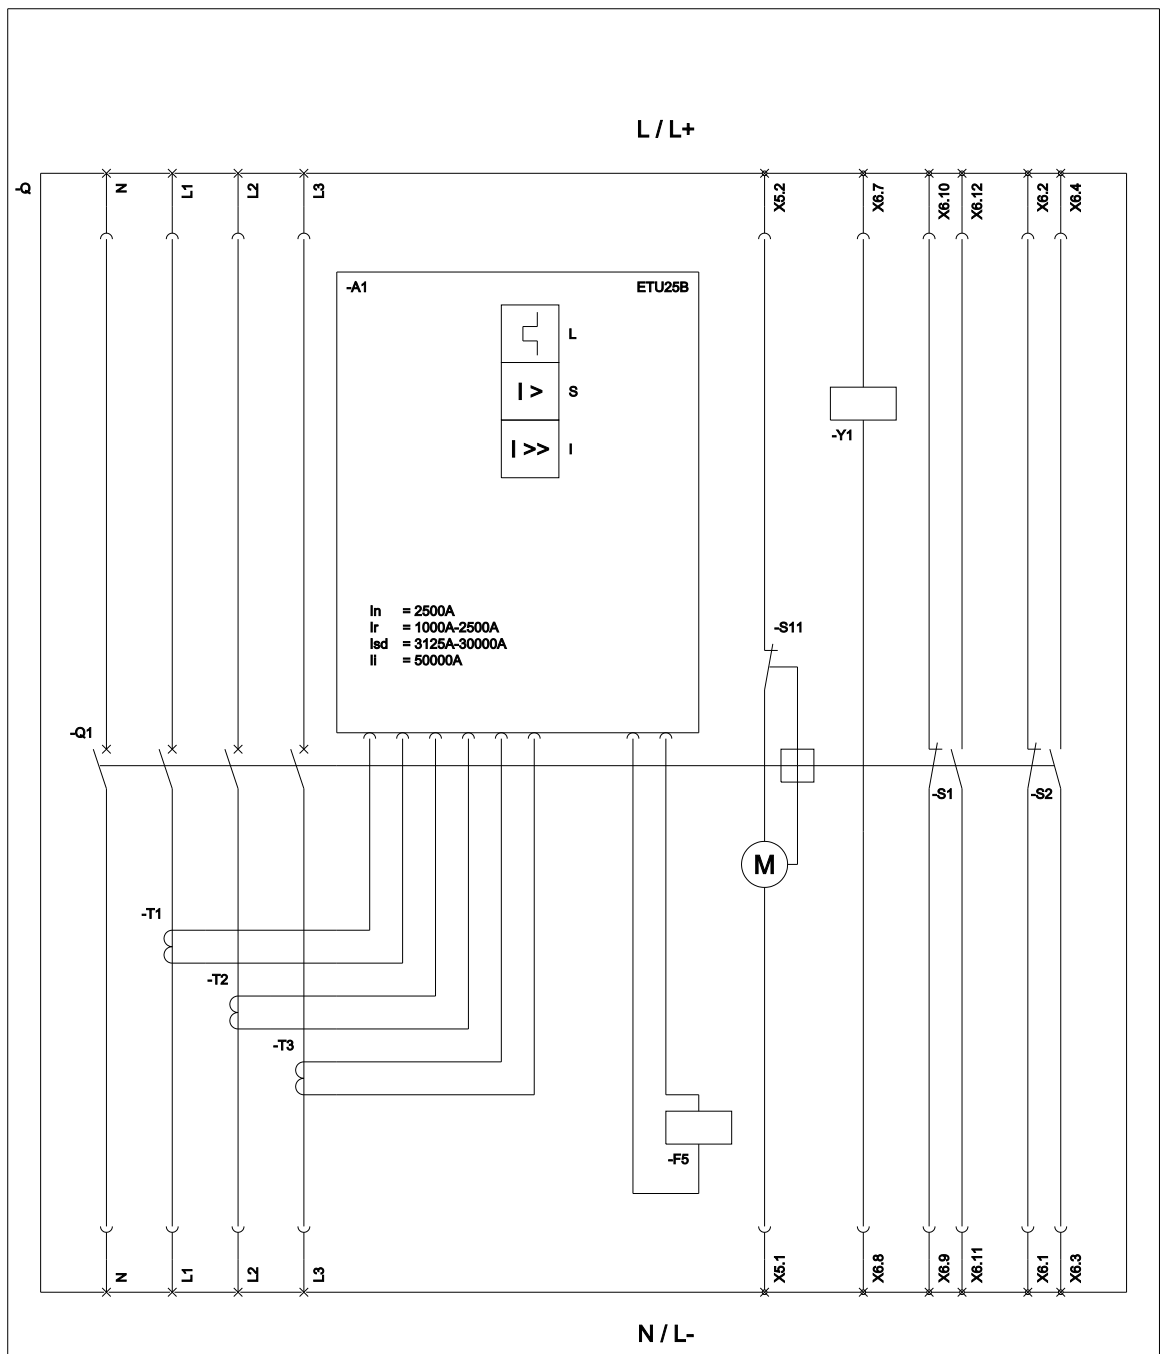 L / L+
-Q
N
L1
L2
L3
X5.2
X6.7
X6.10
X6.12
X6.2
X6.4
-A1
ETU25B
L
I >
S
I >>
I
-Y1
In = 2500A
Ir = 1000A-2500A
Isd = 3125A-30000A
Ii = 50000A
-S11
-Q1
-S1
-S2
M
-T1
-T2
-T3
-F5
N
L1
L2
L3
X5.1
X6.8
X6.9
X6.11
X6.1
X6.3
N / L-